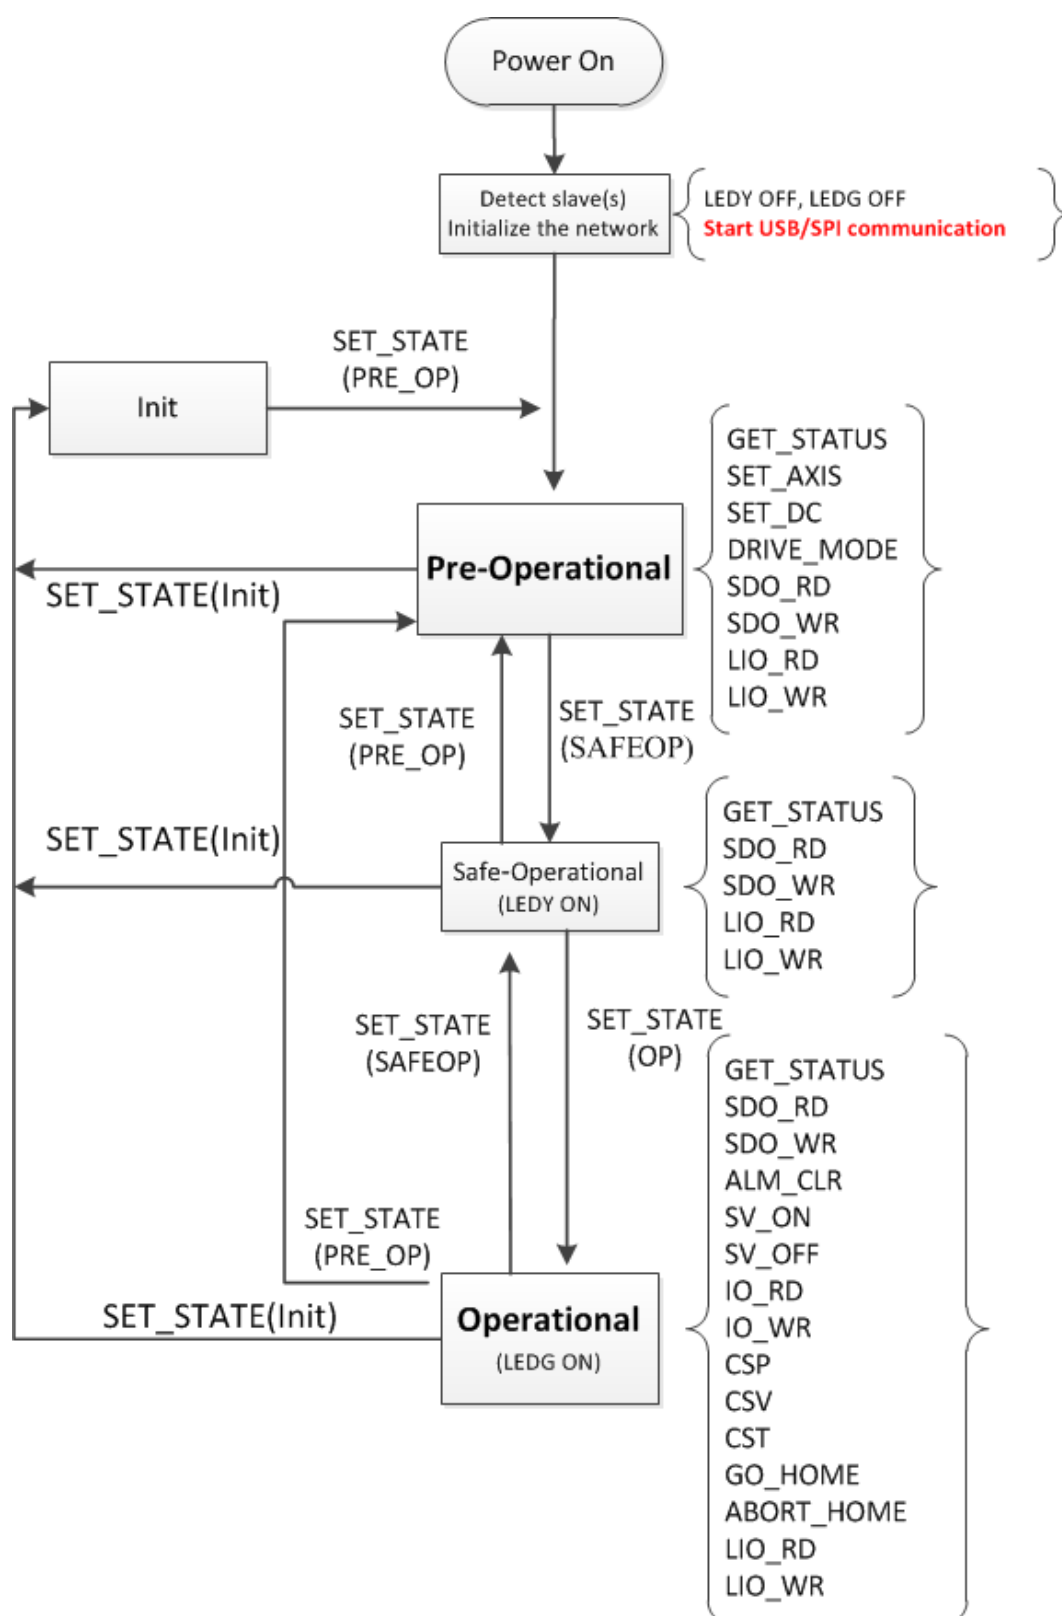 Power On
Detect slave(s)
Initialize the network
LEDY OFF, LEDG OFF
Start USB/SPI communication
SET_STATE
(PRE_OP)
Init
GET_STATUS
SET_AXIS
SET_DC
DRIVE_MODE
SDO_RD
SDO_WR
LIO_RD
LIO_WR
Pre-Operational
SET_STATE(Init)
SET_STATE
(PRE_OP)
SET_STATE
(SAFEOP)
SET_STATE(Init)
Safe-Operational
(LEDY ON)
GET_STATUS
SDO_RD
SDO_WR
LIO_RD
LIO_WR
SET_STATE
(SAFEOP)
SET_STATE
(OP)
GET_STATUS
SDO_RD
SDO_WR
ALM_CLR
SV_ON
SV_OFF
IO_RD
IO_WR
CSP
CSV
CST
GO_HOME
ABORT_HOME
LIO_RD
LIO_WR
SET_STATE
(PRE_OP)
SET_STATE(Init)
Operational
(LEDG ON)